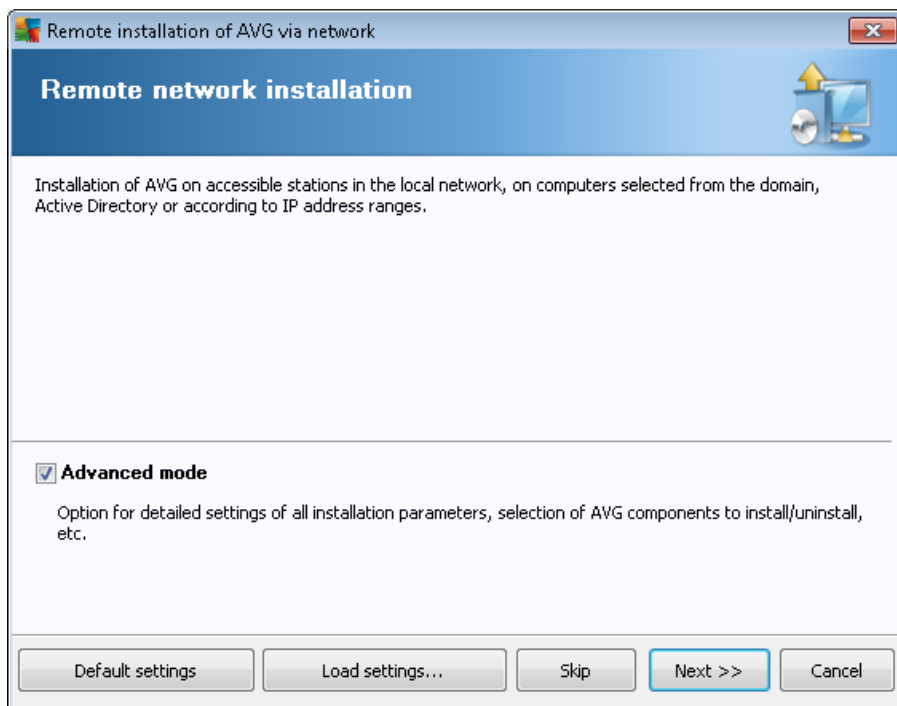 Remote installation of AVG via network
Remote network installation
Installation of AVG on accessible stations in the local network, on computers selected from the domain,
Active Directory or according to IP address ranges.
Advanced mode
Option for detailed settings of all installation parameters, selection of AVG components to install/uninstall,
etc.
Default settings
Load settings...
Skip
Next >>
Cancel